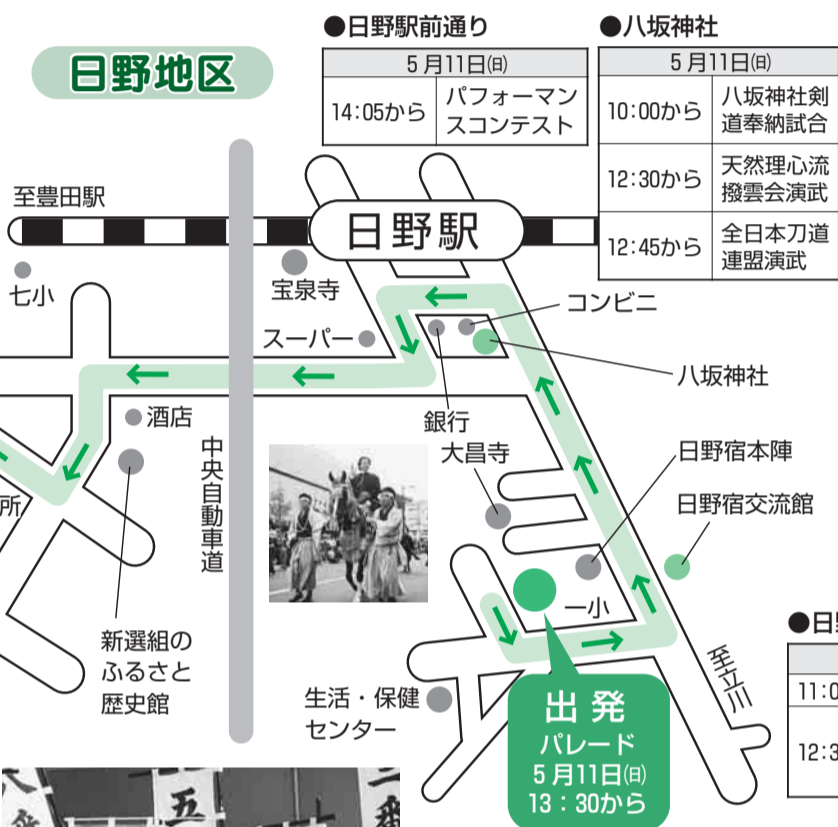 日野地区
●日野駅前通り
5月11日㈰
14:05から
パフォーマン
スコンテスト
●八坂神社
5月11日㈰
10:00から
八坂神社剣
道奉納試合
12:30から
天然理心流
撥雲会演武
12:45から
全日本刀道
連盟演武
至豊田駅
日野駅
七小
宝泉寺
コンビニ
スーパー
八坂神社
銀行
酒店
大昌寺
中央自動車道
日野宿本陣
日野宿交流館
所
一小
新選組の
ふるさと
歴史館
生活・保健
センター
至立川
出発
パレード
5月11日㈰
13：30から
●日
11:0
12:3
五
二番